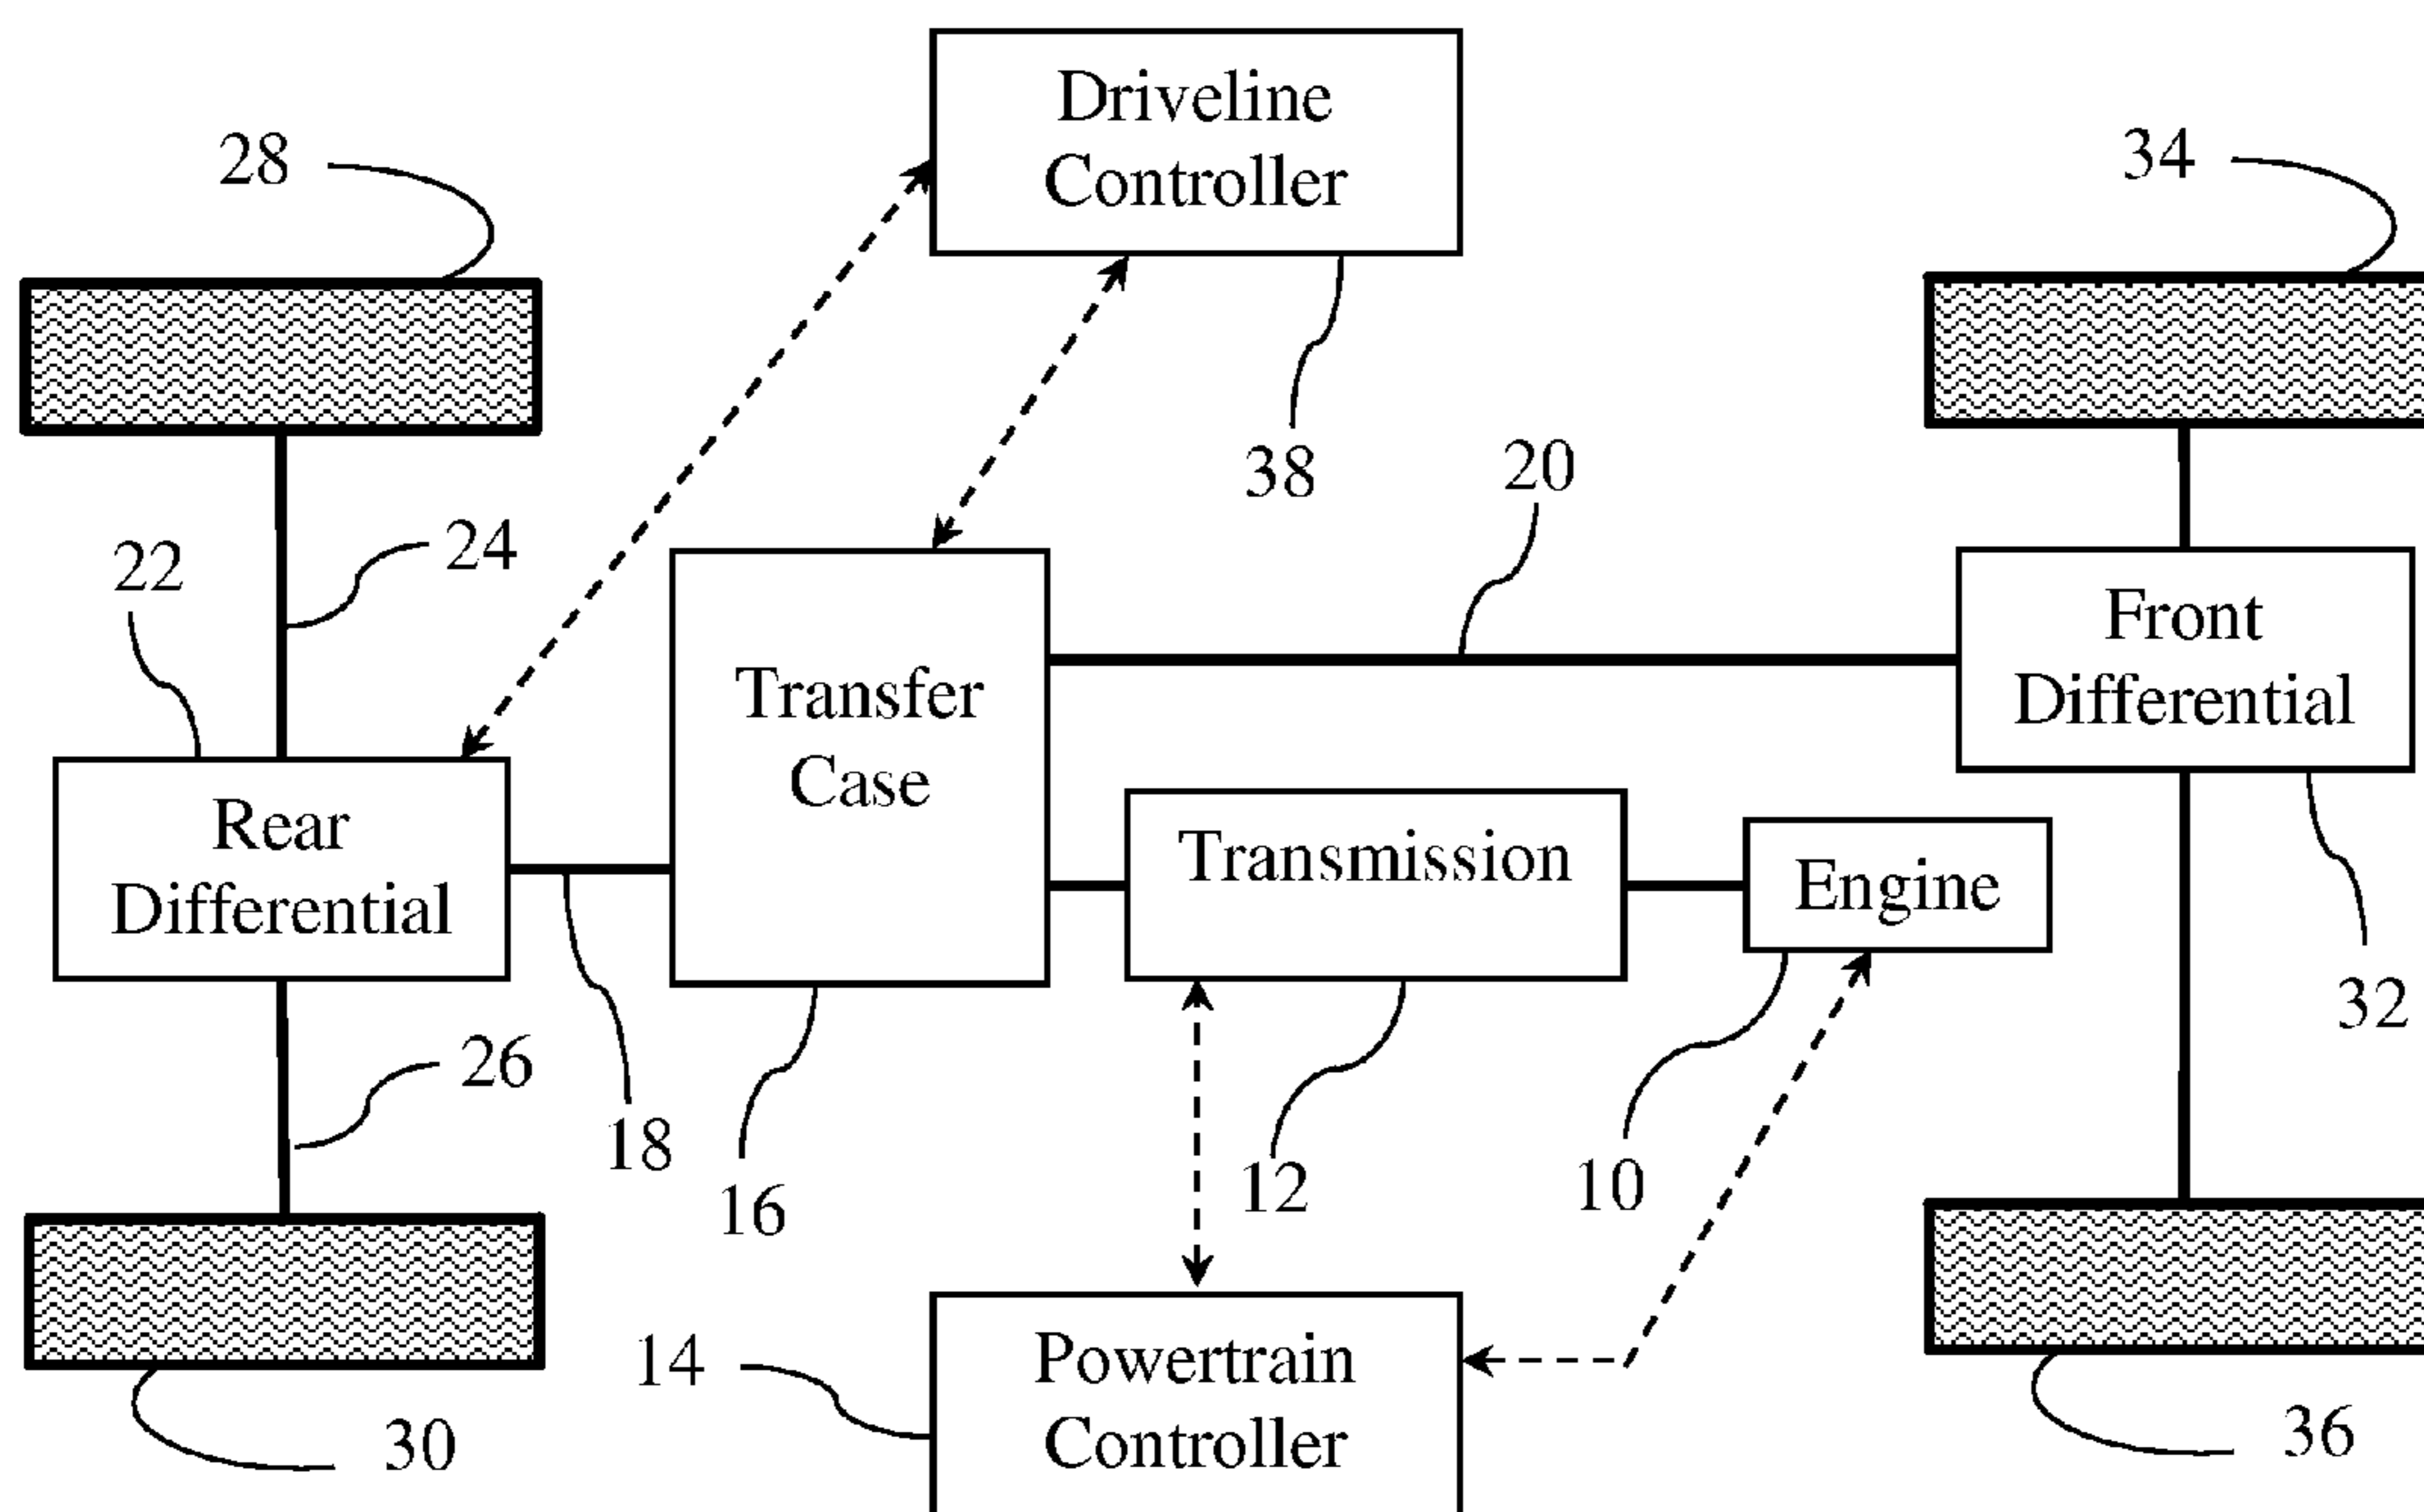 Driveline
Controller
28
34
38
20
22
24
Transfer
Case
Front
Differential
Rear
Differential
Transmission
Engine
32
26
18
16
12
10
14
Powertrain
Controller
30
36